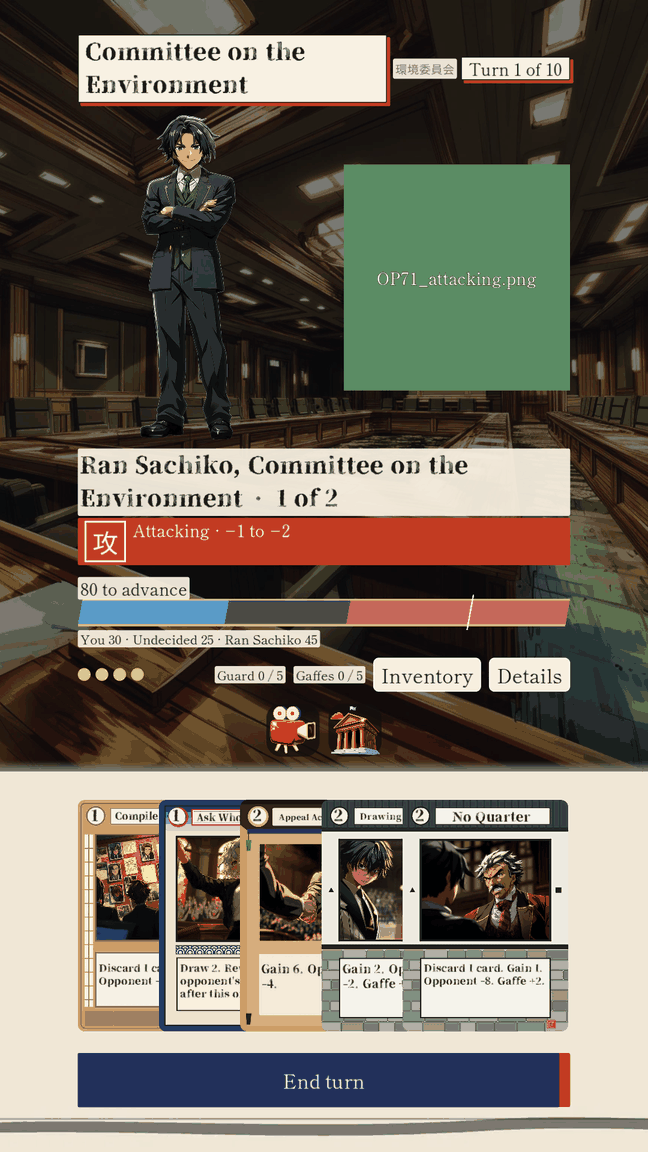 Committee on the
Environment
環境委員会
Turn 1 of 10
OP71_attacking.png
Ran Sachiko, Committee on the
Environment · 1 of 2
攻
Attacking · −1 to −2
80 to advance
You 30 · Undecided 25 · Ran Sachiko 45
Guard 0 / 5
Gaffes 0 / 5
Inventory
Details
1
Compile
Discard 1 ca
Opponent -
1
Ask Who
Draw 2. Rev
opponent's
after this o
2
Appeal Ac
Gain 6. Op
-4.
2
Drawing
Gain 2. Op
-2. Gaffe
2
No Quarter
Discard 1 card. Gain 1.
Opponent -8. Gaffe +2.
End turn